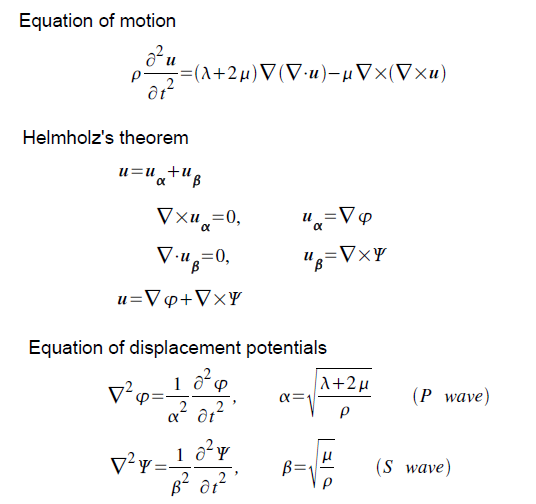 Equation of motion
ρ ∂²u/∂t² =(λ+2μ)∇(∇·u)−μ∇×(∇×u)
Helmholz's theorem
u=u_α+u_β
∇×u_α=0, u_α=∇φ
∇·u_β=0, u_β=∇×Ψ
u=∇φ+∇×Ψ
Equation of displacement potentials
∇²φ=1/α² ∂²φ/∂t², α=√((λ+2μ)/ρ) (P wave)
∇²Ψ=1/β² ∂²Ψ/∂t², β=√(μ/ρ) (S wave)